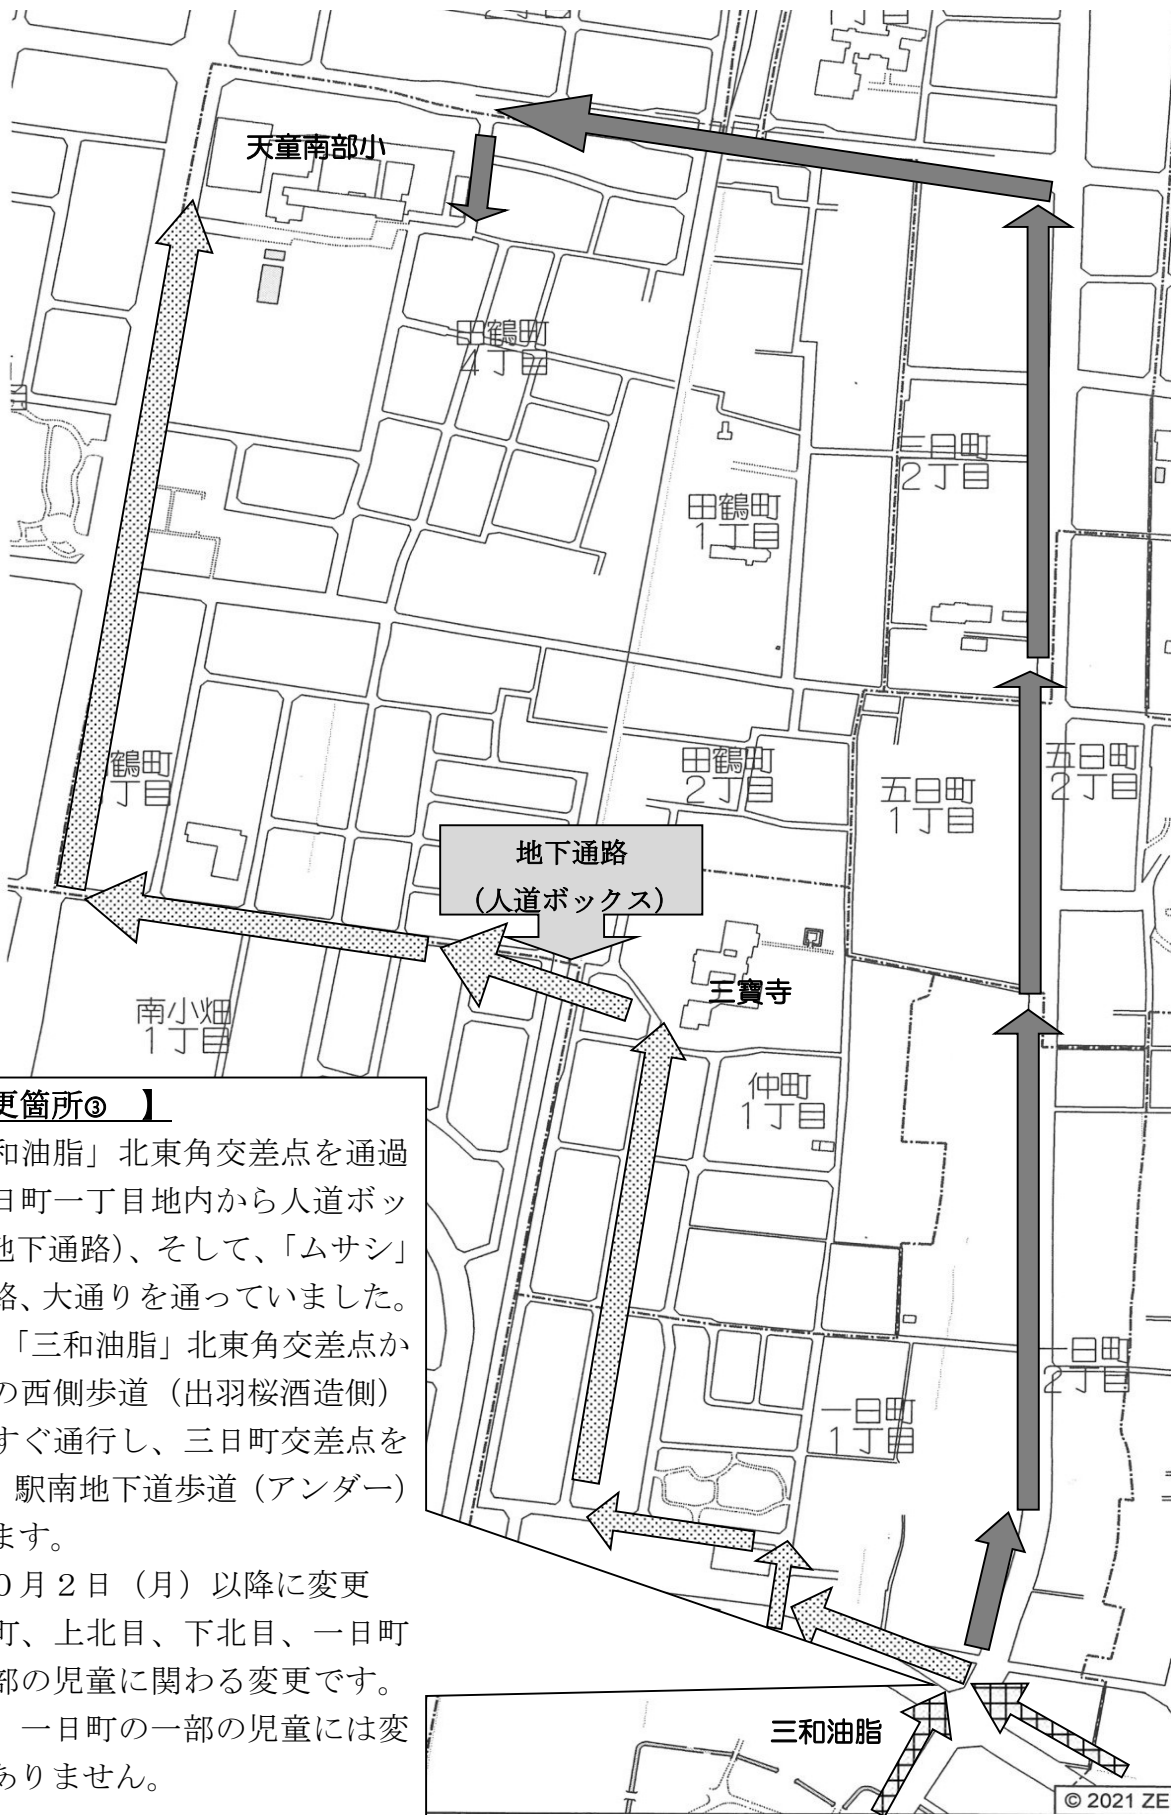 天童南部小
田鶴町
4丁目
三日町
2丁目
田鶴町
1丁目
鶴町
丁目
田鶴町
2丁目
五日町
1丁目
五日町
2丁目
地下通路
（人道ボックス）
三寶寺
南小畑
1丁目
仲町
1丁目
更箇所③　】
和油脂」北東角交差点を通過
日町一丁目地内から人道ボッ
地下通路）、そして、「ムサシ」
路、大通りを通っていました。
「三和油脂」北東角交差点か
の西側歩道（出羽桜酒造側）
すぐ通行し、三日町交差点を
駅南地下道歩道（アンダー）
ます。
０月２日（月）以降に変更
町、上北目、下北目、一日町
部の児童に関わる変更です。
一日町の一部の児童には変
ありません。
一日町
2丁目
一日町
1丁目
三和油脂
© 2021 ZE